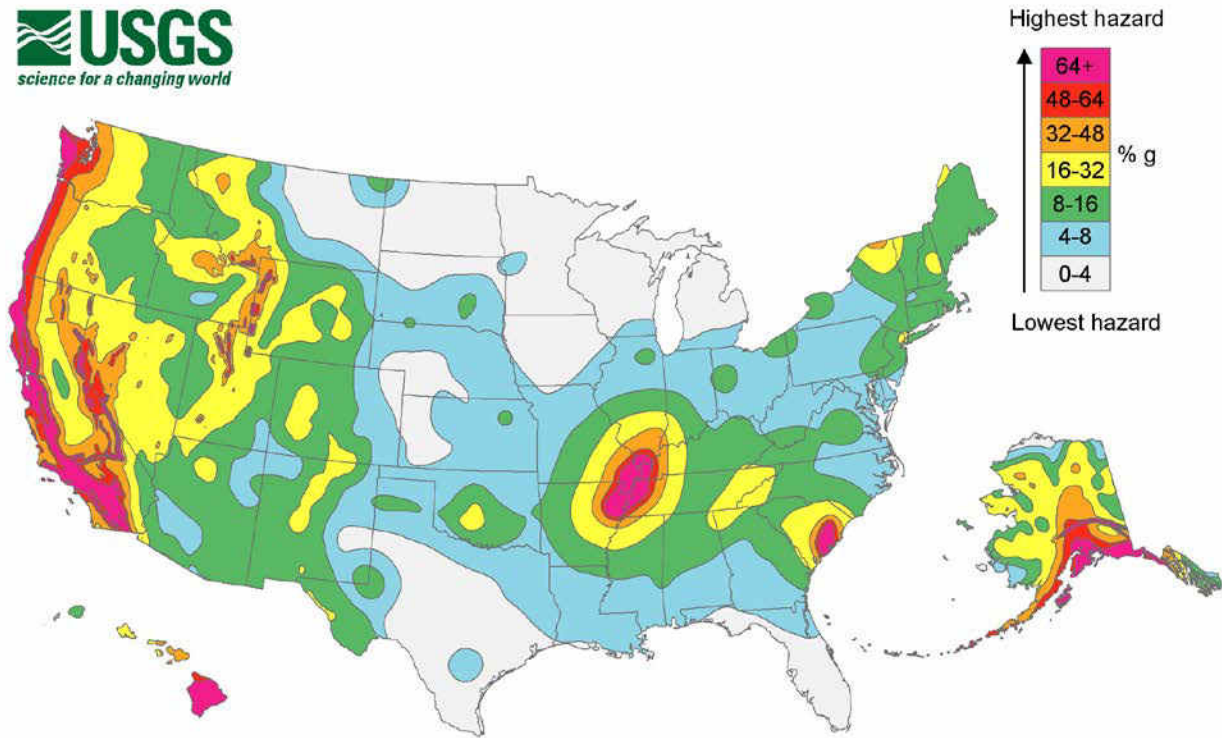 USGS
science for a changing world
Highest hazard
64+
48-64
32-48
% g
16-32
8-16
4-8
0-4
Lowest hazard